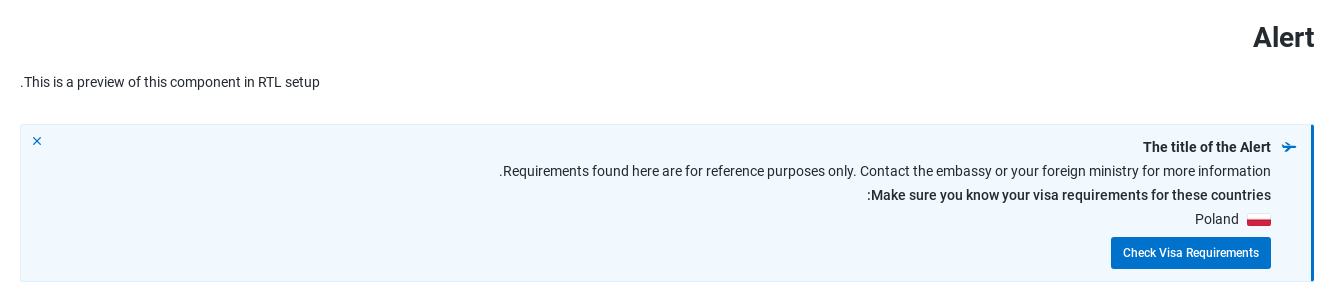 Alert
.This is a preview of this component in RTL setup
The title of the Alert
.Requirements found here are for reference purposes only. Contact the embassy or your foreign ministry for more information
:Make sure you know your visa requirements for these countries
Poland
Check Visa Requirements